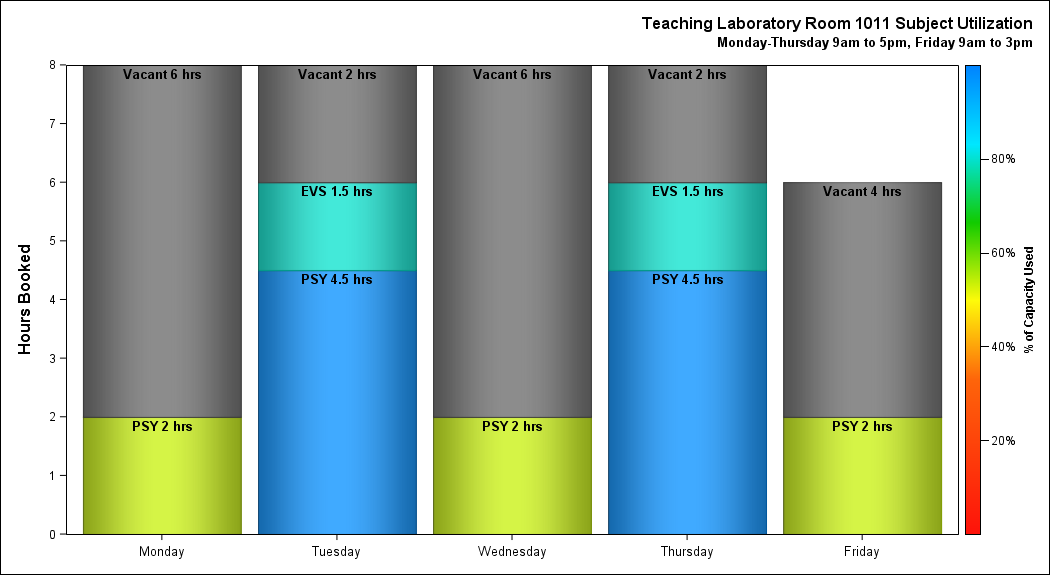 Teaching Laboratory Room 1011 Subject Utilization
Monday-Thursday 9am to 5pm, Friday 9am to 3pm
Hours Booked
8
7
6
5
4
3
2
1
0
Vacant 6 hrs
PSY 2 hrs
Vacant 2 hrs
EVS 1.5 hrs
PSY 4.5 hrs
Vacant 6 hrs
PSY 2 hrs
Vacant 2 hrs
EVS 1.5 hrs
PSY 4.5 hrs
Vacant 4 hrs
PSY 2 hrs
Monday
Tuesday
Wednesday
Thursday
Friday
80%
60%
40%
20%
% of Capacity Used